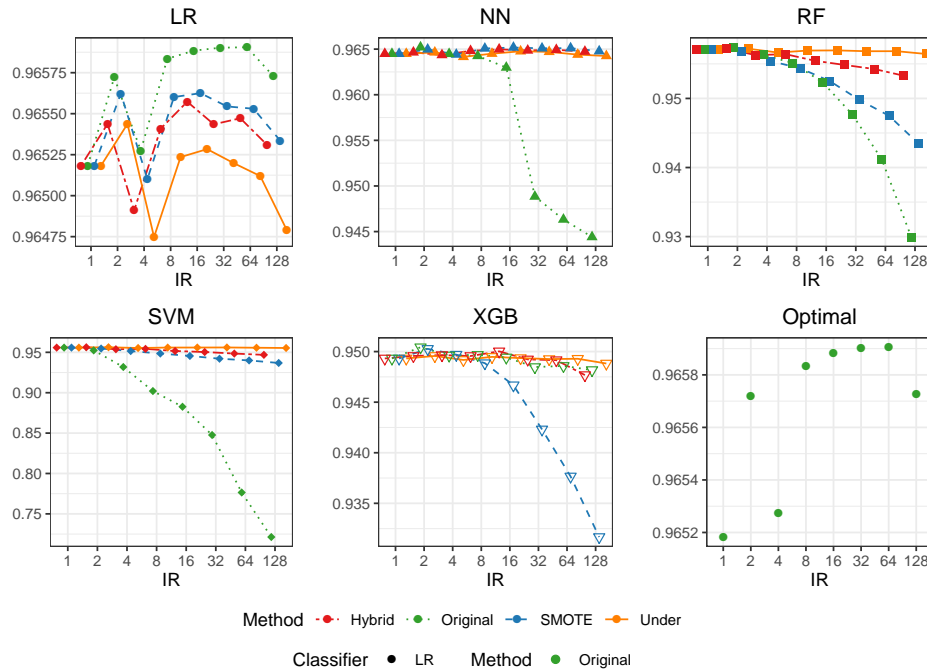 LR
NN
RF
0.96575
0.96550
0.96525
0.96500
0.96475
0.965
0.960
0.955
0.950
0.945
0.95
0.94
0.93
1 2 4 8 16 32 64 128
1 2 4 8 16 32 64 128
1 2 4 8 16 32 64 128
IR
IR
IR
SVM
XGB
Optimal
0.95
0.90
0.85
0.80
0.75
0.950
0.945
0.940
0.935
0.96558
0.96556
0.96554
0.96552
1 2 4 8 16 32 64 128
1 2 4 8 16 32 64 128
1 2 4 8 16 32 64 128
IR
IR
IR
Method Hybrid Original SMOTE Under
Classifier LR Method Original